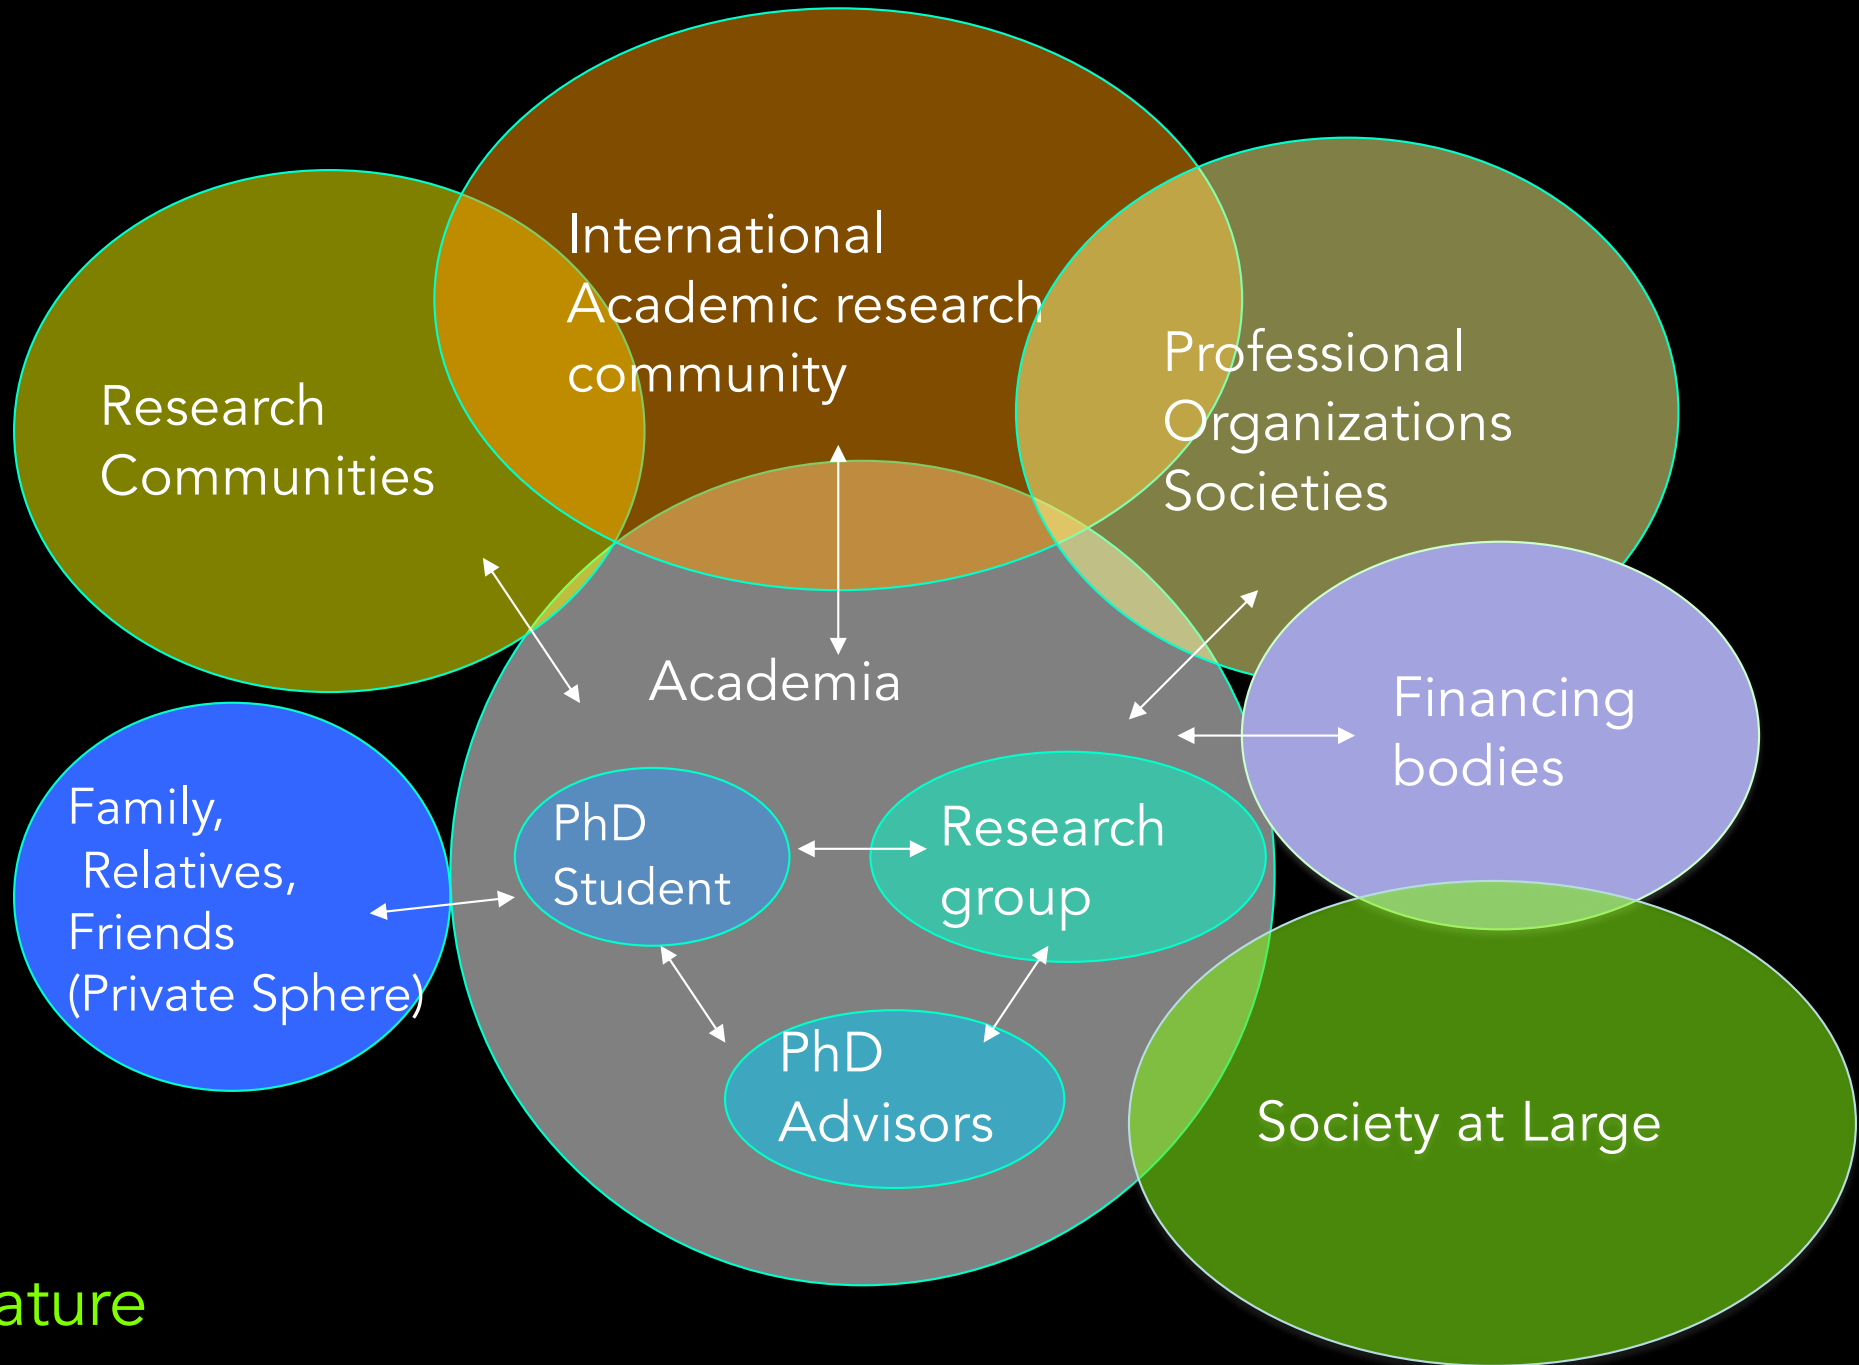 International
Academic research
community
Research
Communities
Professional
Organizations
Societies
Academia
Financing
bodies
Family,
Relatives,
Friends
(Private Sphere)
PhD
Student
Research
group
PhD
Advisors
Society at Large
ature